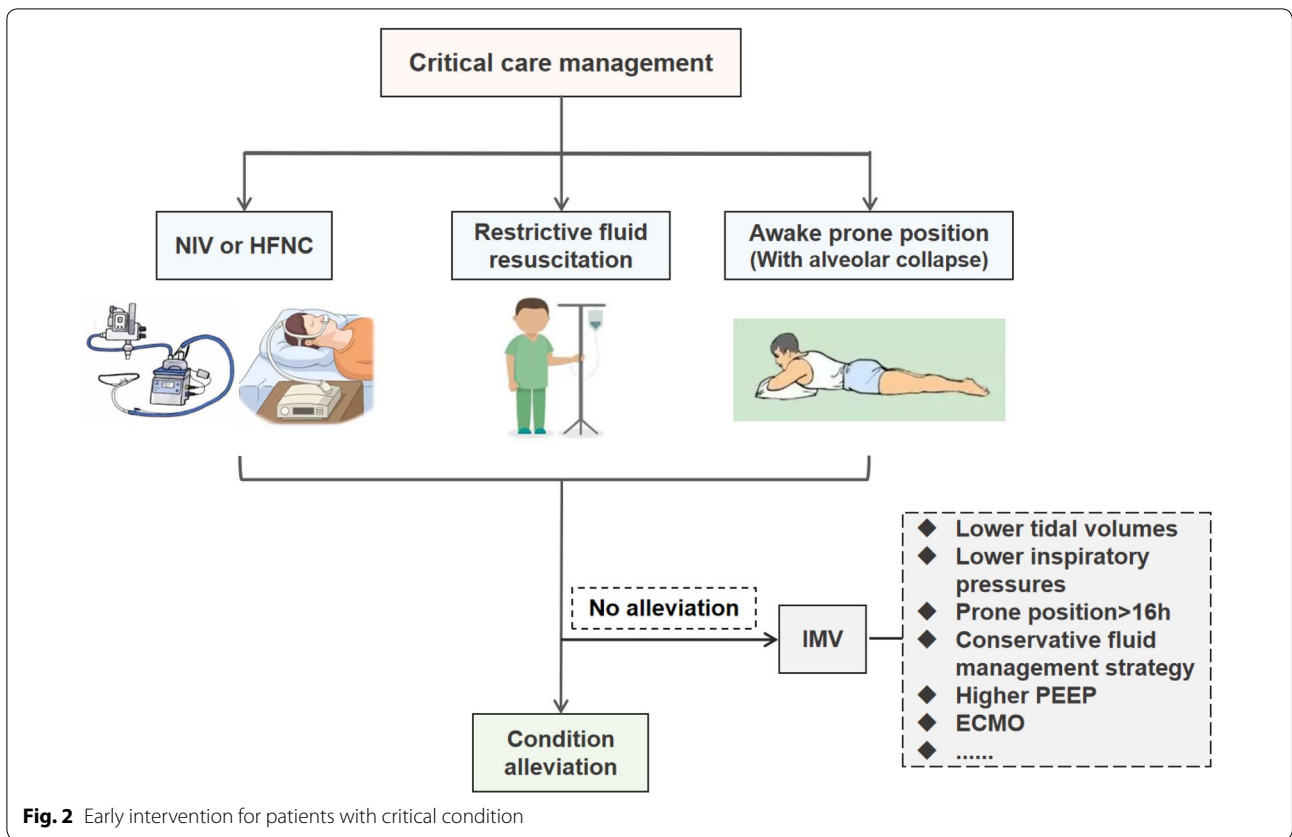 Critical care management
NIV or HFNC
Restrictive fluid
resuscitation
Awake prone position
(With alveolar collapse)
No alleviation
IMV
◆ Lower tidal volumes
◆ Lower inspiratory
pressures
◆ Prone position>16h
◆ Conservative fluid
management strategy
◆ Higher PEEP
◆ ECMO
◆ ......
Condition
alleviation
Fig. 2 Early intervention for patients with critical condition